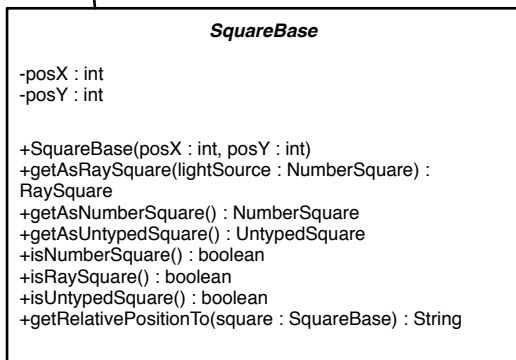 SquareBase
-posX : int
-posY : int
+SquareBase(posX : int, posY : int)
+getAsRaySquare(lightSource : NumberSquare) :
RaySquare
+getAsNumberSquare() : NumberSquare
+getAsUntypedSquare() : UntypedSquare
+isNumberSquare() : boolean
+isRaySquare() : boolean
+isUntypedSquare() : boolean
+getRelativePositionTo(square : SquareBase) : String